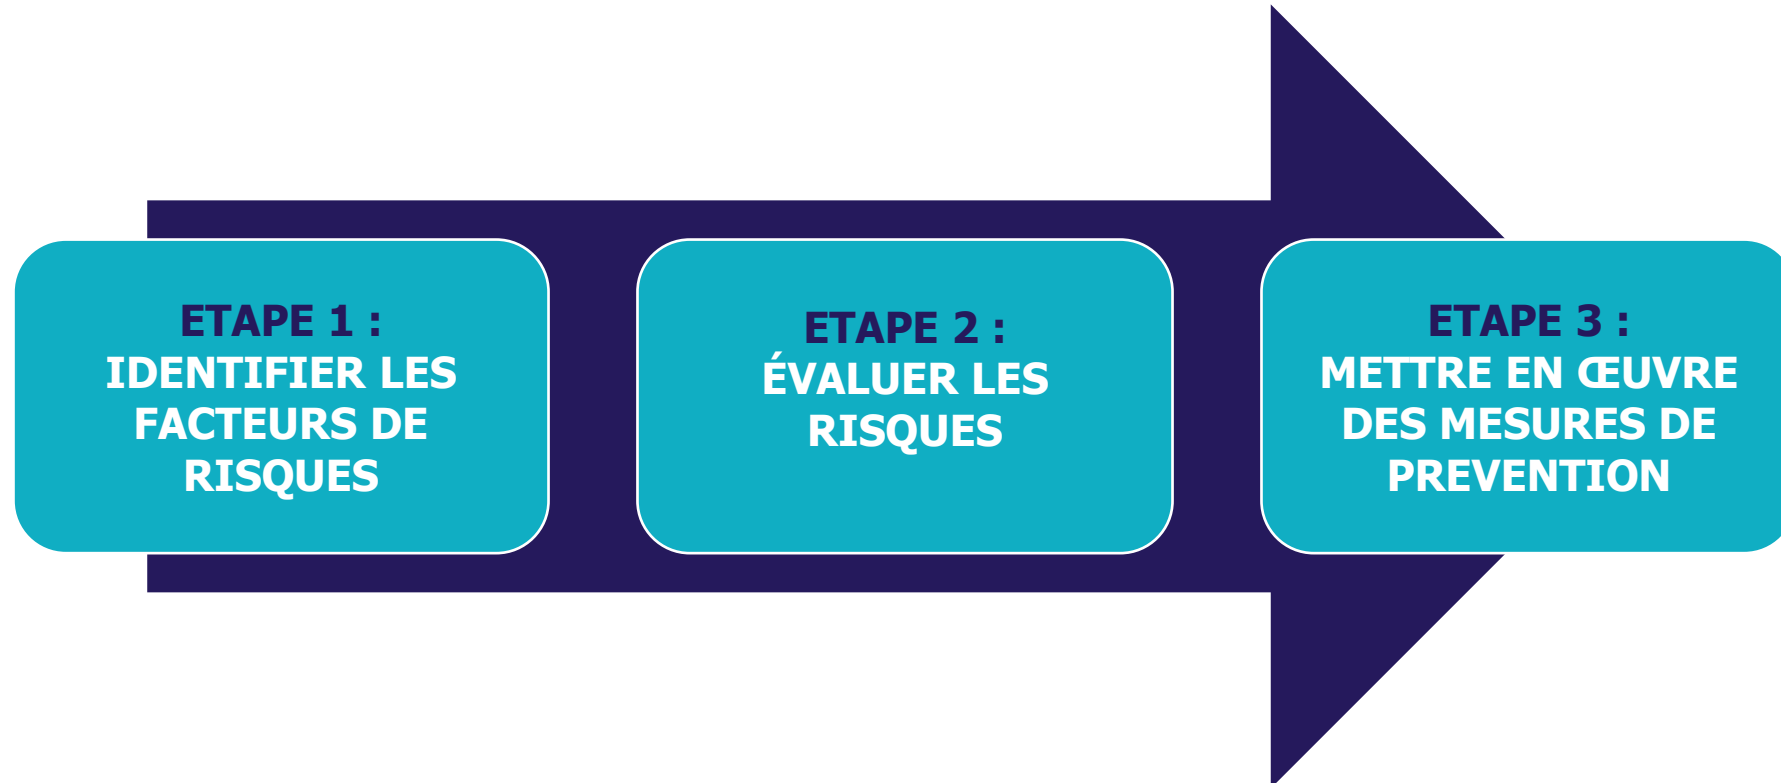 ETAPE 1 :
IDENTIFIER LES
FACTEURS DE
RISQUES
ETAPE 2 :
ÉVALUER LES
RISQUES
ETAPE 3 :
METTRE EN ŒUVRE
DES MESURES DE
PREVENTION